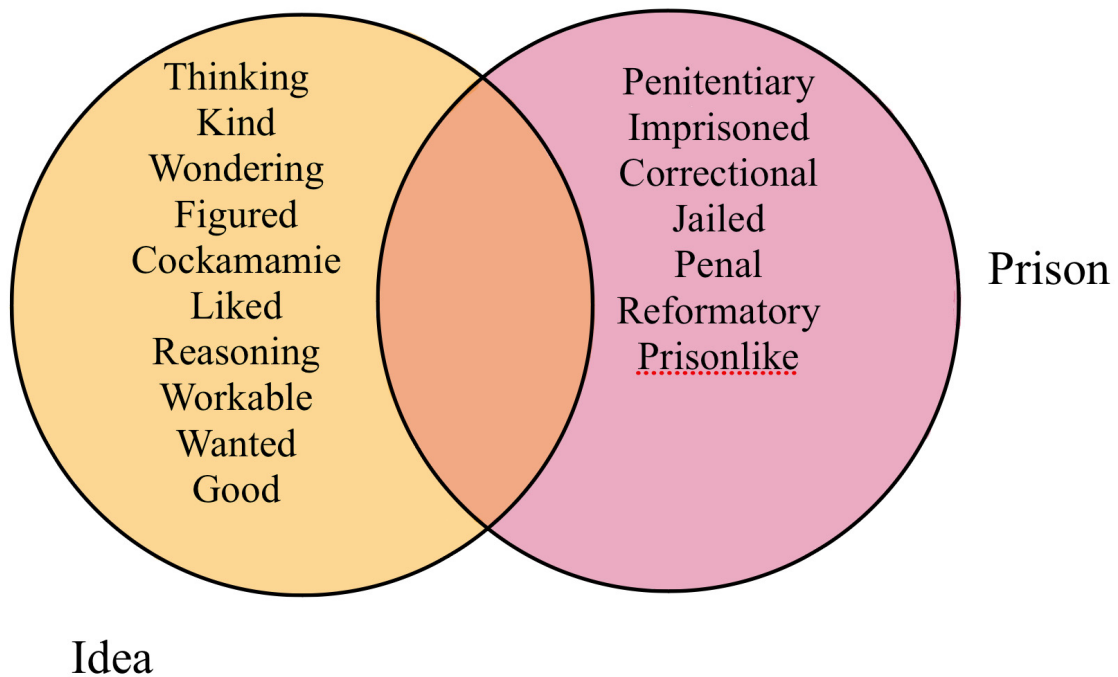 Thinking
Kind
Wondering
Figured
Cockamamie
Liked
Reasoning
Workable
Wanted
Good
Penitentiary
Imprisoned
Correctional
Jailed
Penal
Reformatory
Prisonlike
Prison
Idea